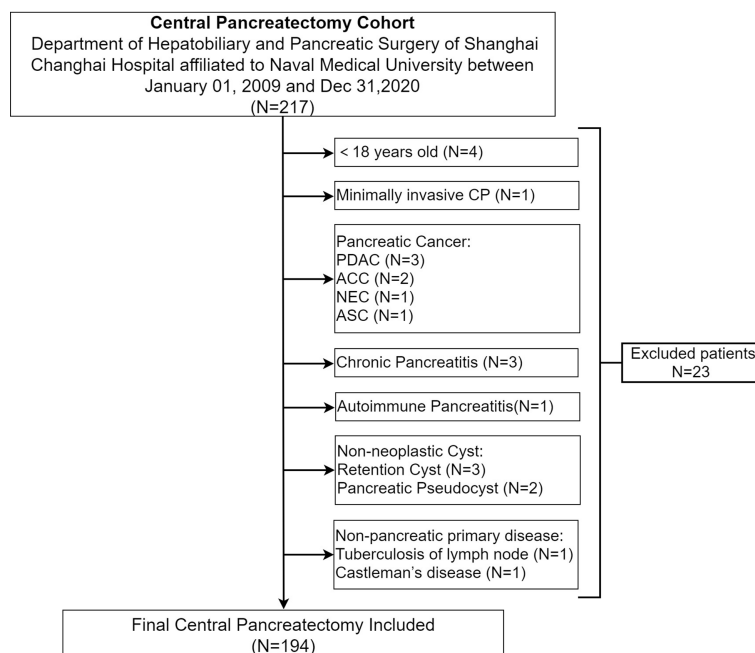 Central Pancreatectomy Cohort
Department of Hepatobiliary and Pancreatic Surgery of Shanghai
Changhai Hospital affiliated to Naval Medical University between
January 01, 2009 and Dec 31,2020
(N=217)
< 18 years old (N=4)
Minimally invasive CP (N=1)
Pancreatic Cancer:
PDAC (N=3)
ACC (N=2)
NEC (N=1)
ASC (N=1)
Chronic Pancreatitis (N=3)
Autoimmune Pancreatitis(N=1)
Non-neoplastic Cyst:
Retention Cyst (N=3)
Pancreatic Pseudocyst (N=2)
Non-pancreatic primary disease:
Tuberculosis of lymph node (N=1)
Castleman's disease (N=1)
Excluded patients
N=23
Final Central Pancreatectomy Included
(N=194)